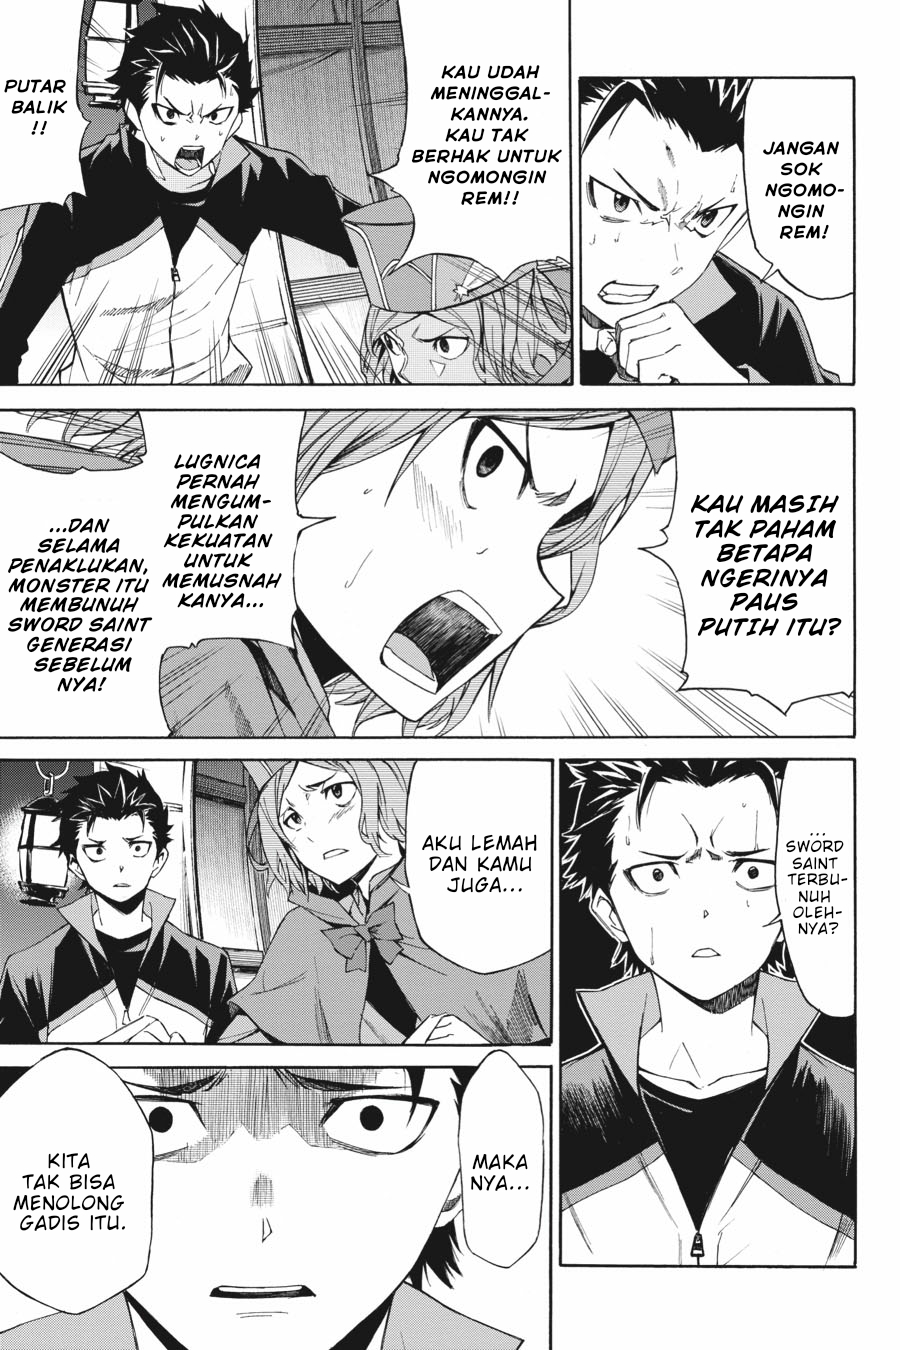 JANGAN
SOK
NGOMO-
NGIN
REM!
KAU UDAH
MENINGGAL-
KANNYA.
KAU TAK
BERHAK UNTUK
NGOMONGIN
REM!!
PUTAR
BALIK
!!
KAU MASIH
TAK PAHAM
BETAPA
NGERINYA
PAUS
PUTIH ITU?
LUGNICA
PERNAH
MENGUM-
PULKAN
KEKUATAN
UNTUK
MEMUSNAH
KANYA...
...DAN
SELAMA
PENAKLUKAN,
MONSTER ITU
MEMBUNUH
SWORD SAINT
GENERASI
SEBELUM
NYA!
...
SWORD
SAINT
TERBU-
NUH
OLEH-
NYA?
AKU LEMAH
DAN KAMU
JUGA...
MAKA
NYA...
KITA
TAK BISA
MENOLONG
GADIS ITU.